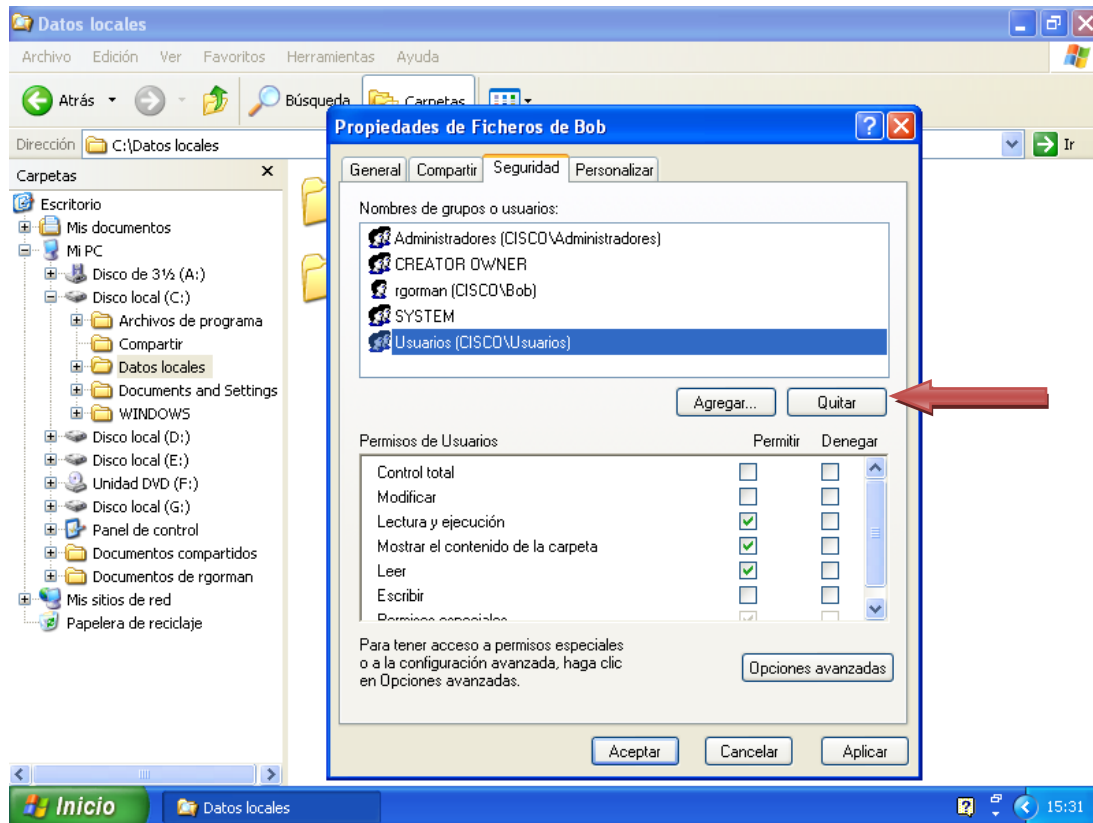 Datos locales
Archivo Edición Ver Favoritos Herramientas Ayuda
Atrás Búsqueda Carpetas
Dirección C:\Datos locales Ir
Carpetas
Escritorio
Mis documentos
Mi PC
Disco de 3½ (A:)
Disco local (C:)
Archivos de programa
Compartir
Datos locales
Documents and Settings
WINDOWS
Disco local (D:)
Disco local (E:)
Unidad DVD (F:)
Disco local (G:)
Panel de control
Documentos compartidos
Documentos de rgorman
Mis sitios de red
Papelera de reciclaje
Propiedades de Ficheros de Bob
General Compartir Seguridad Personalizar
Nombres de grupos o usuarios:
Administradores (CISCO\Administradores)
CREATOR OWNER
rgorman (CISCO\Bob)
SYSTEM
Usuarios (CISCO\Usuarios)
Agregar... Quitar
Permisos de Usuarios Permitir Denegar
Control total
Modificar
Lectura y ejecución
Mostrar el contenido de la carpeta
Leer
Escribir
Permisos especiales
Para tener acceso a permisos especiales
o a la configuración avanzada, haga clic
en Opciones avanzadas.
Opciones avanzadas
Aceptar Cancelar Aplicar
Inicio Datos locales 15:31